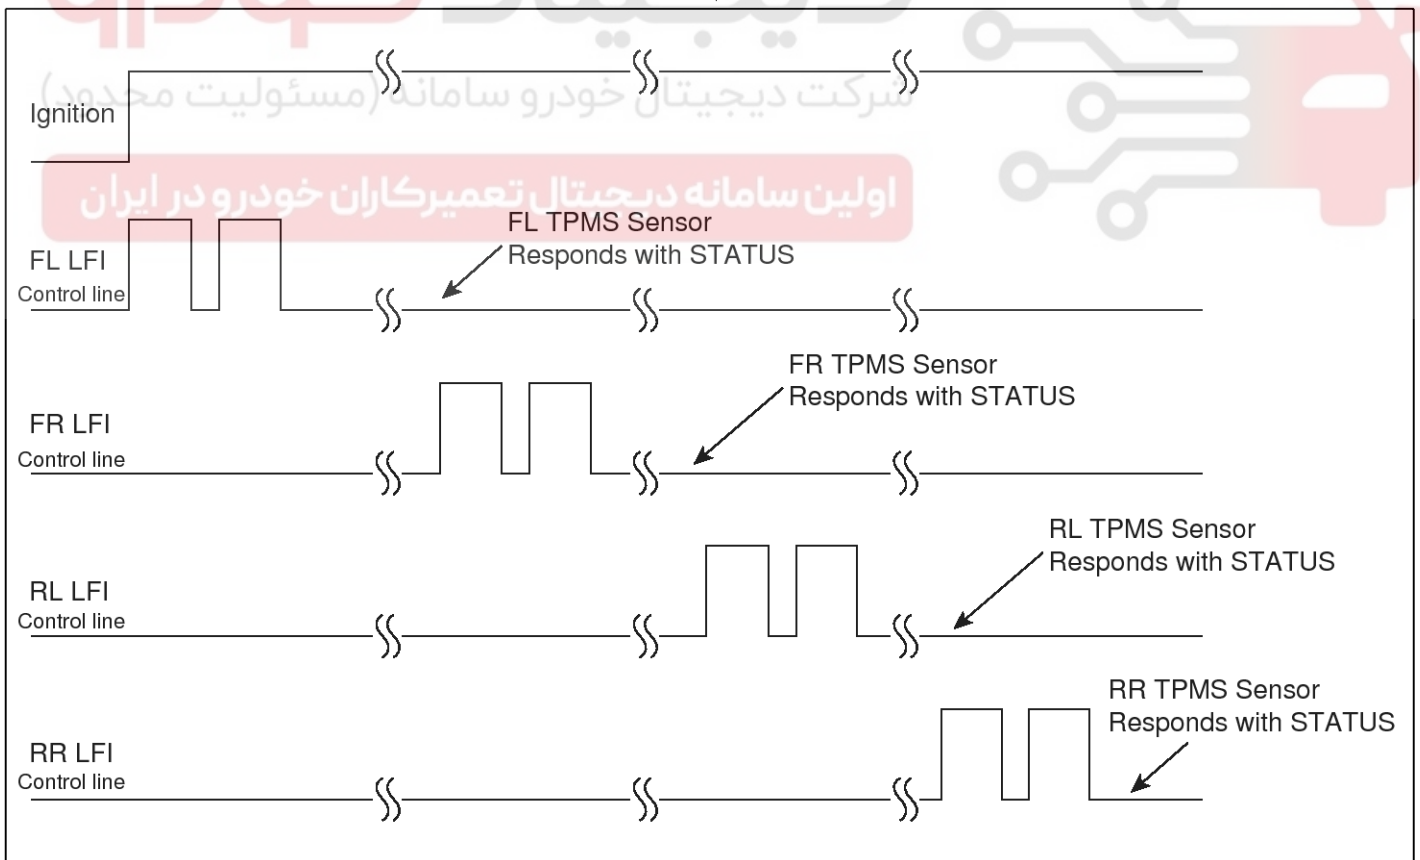 دیجیتال خودرو
شرکت دیجیتال خودرو سامانه (مسئولیت محدود)
Ignition
اولین سامانه دیجیتال تعمیرکاران خودرو در ایران
FL TPMS Sensor
Responds with STATUS
FL LFI
Control line
FR TPMS Sensor
Responds with STATUS
FR LFI
Control line
RL TPMS Sensor
Responds with STATUS
RL LFI
Control line
RR TPMS Sensor
Responds with STATUS
RR LFI
Control line